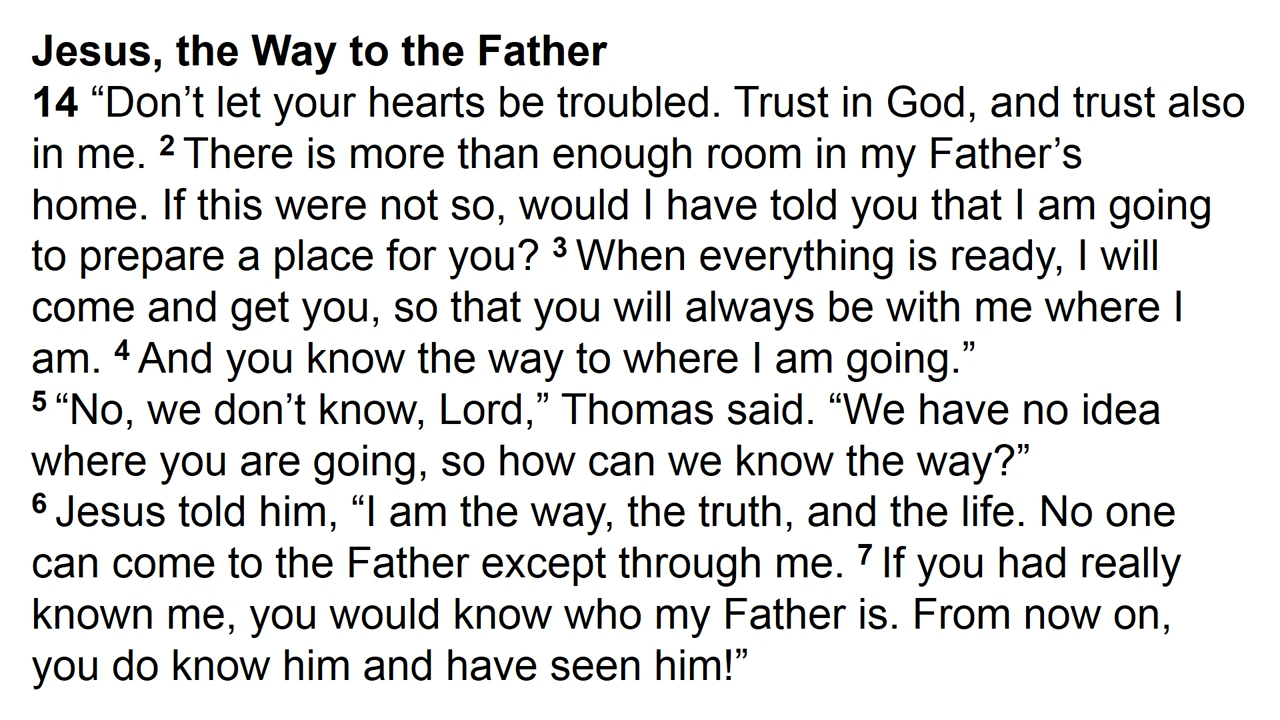 Jesus, the Way to the Father
14 “Don’t let your hearts be troubled. Trust in God, and trust also
in me. 2 There is more than enough room in my Father’s
home. If this were not so, would I have told you that I am going
to prepare a place for you? 3 When everything is ready, I will
come and get you, so that you will always be with me where I
am. 4 And you know the way to where I am going.”
5 “No, we don’t know, Lord,” Thomas said. “We have no idea
where you are going, so how can we know the way?”
6 Jesus told him, “I am the way, the truth, and the life. No one
can come to the Father except through me. 7 If you had really
known me, you would know who my Father is. From now on,
you do know him and have seen him!”